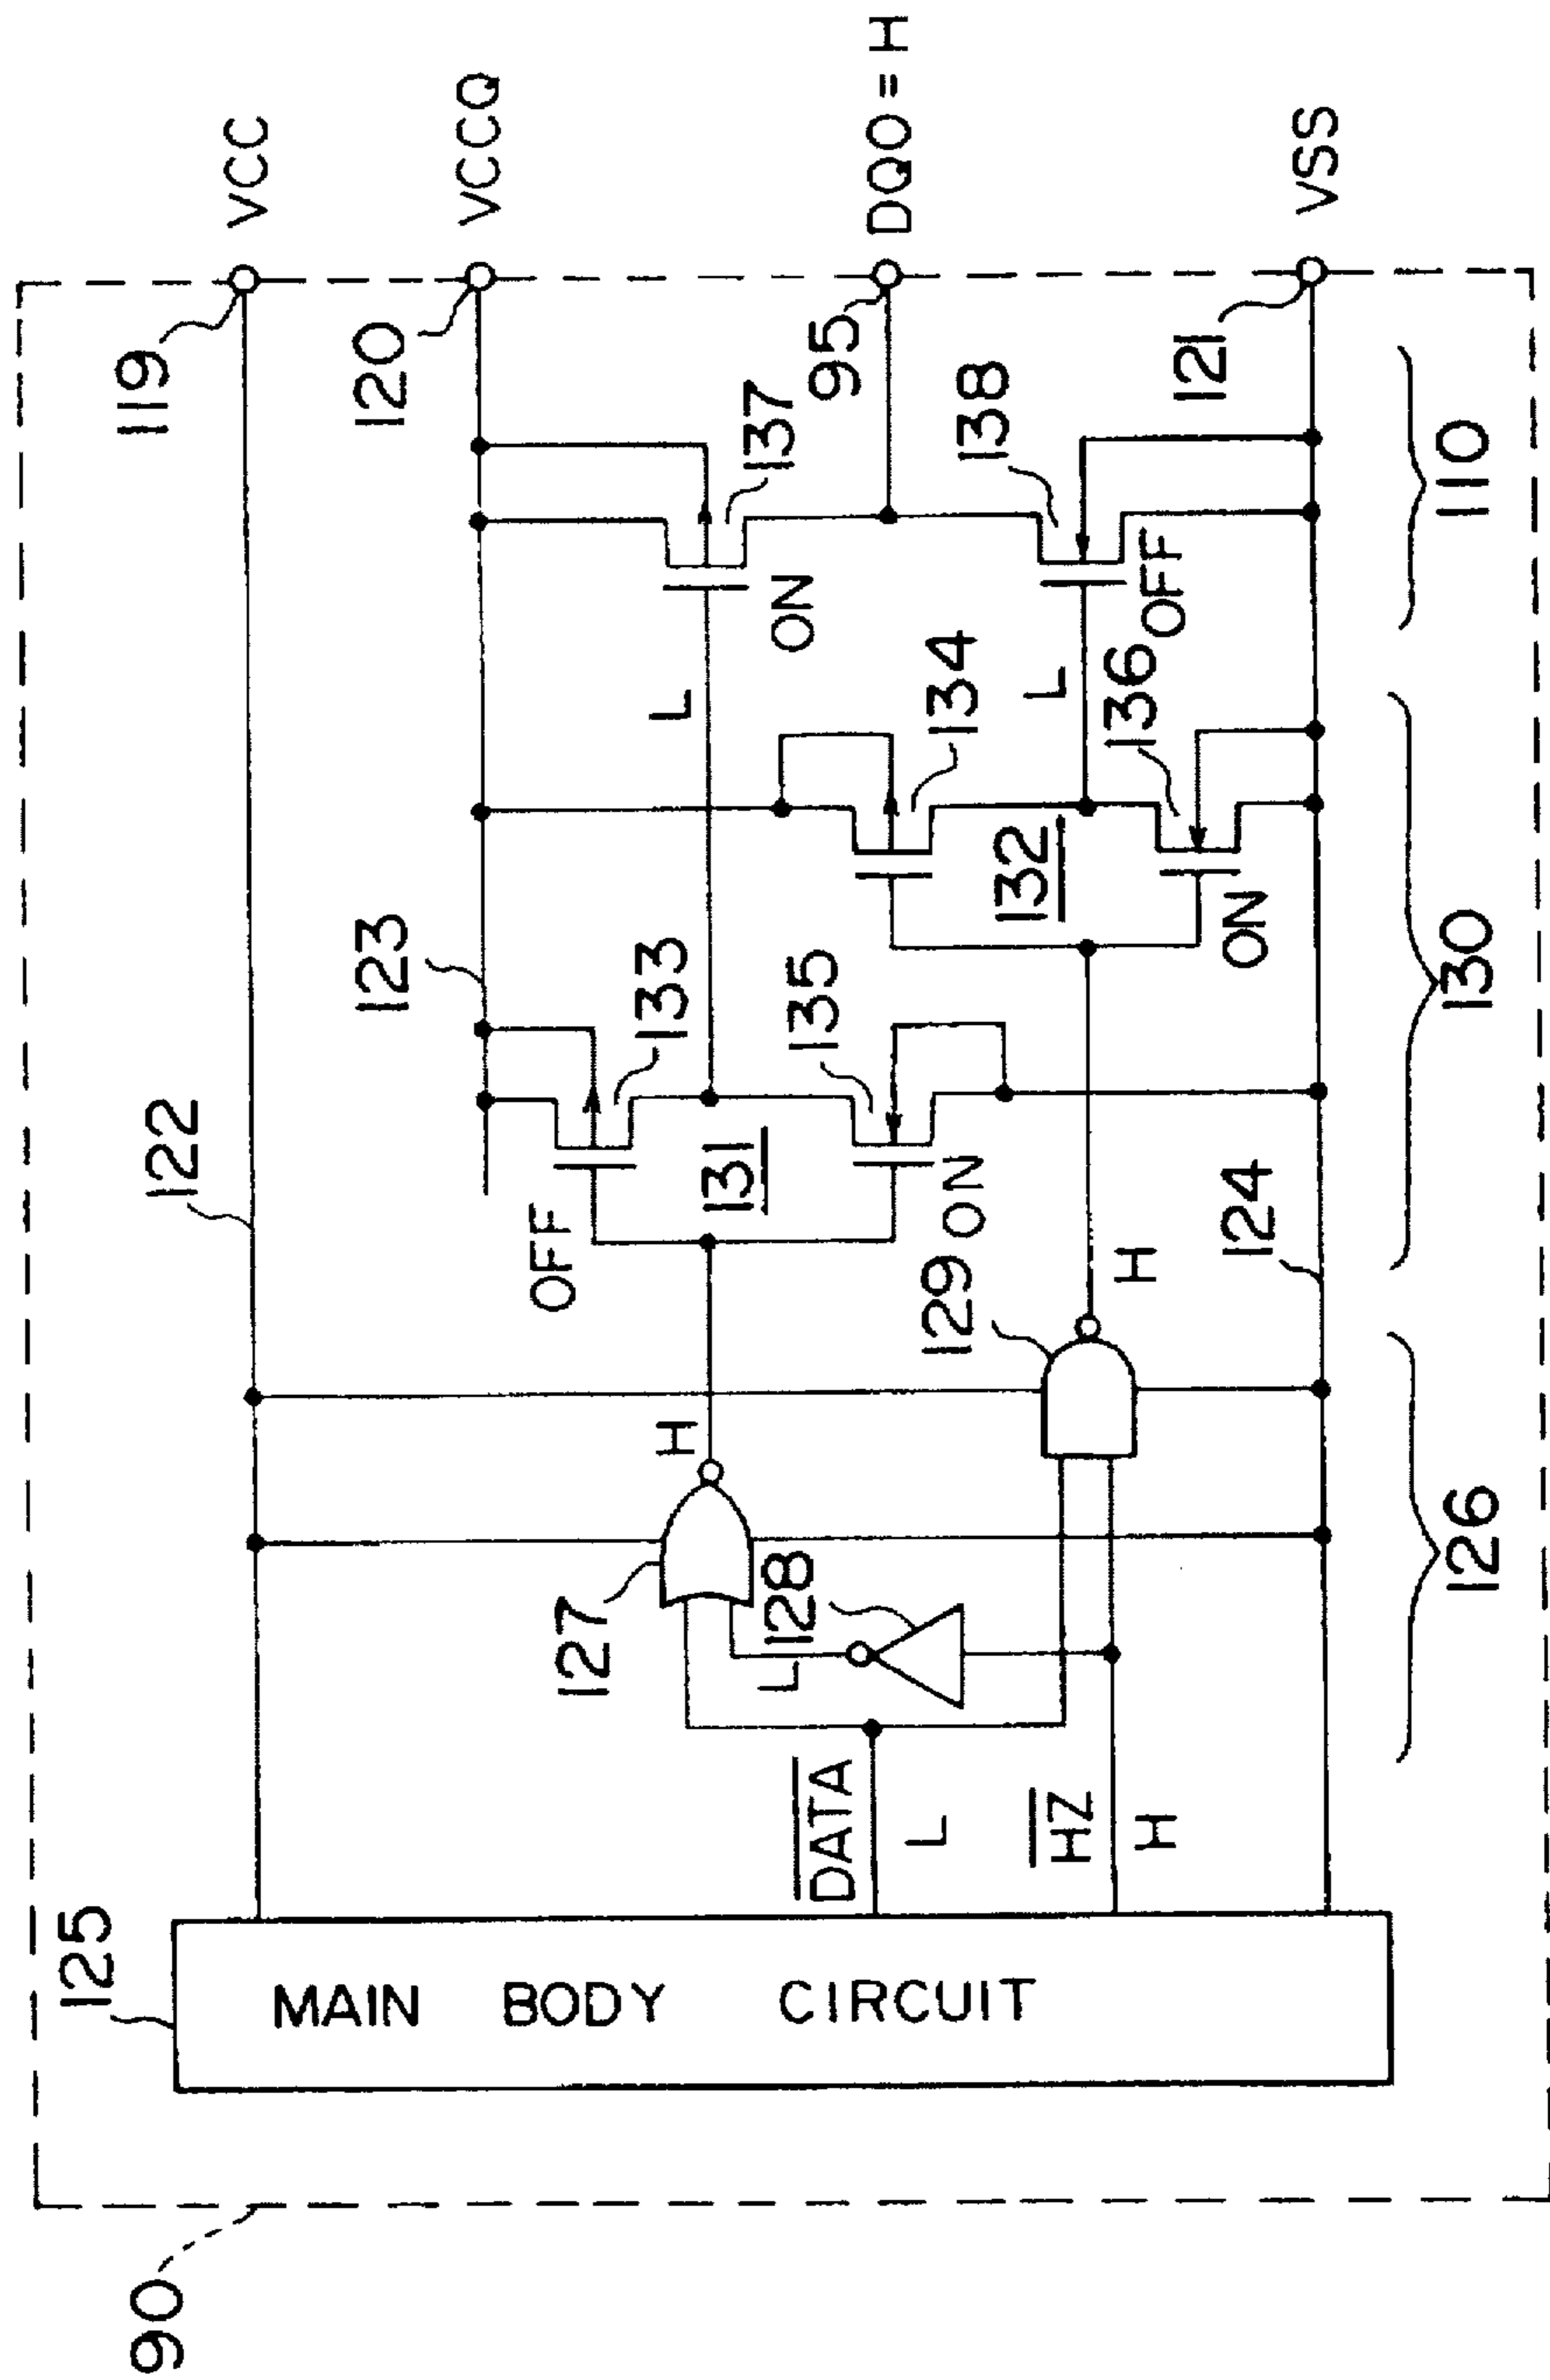 90
125
MAIN BODY CIRCUIT
119
VCC
122
120
VCCQ
123
OFF
133
L
137
ON
131
127
H
128
L
DATA
L
HZ
H
135
ON
129
H
134
132
L
136
ON
95
DQ0 = H
138
OFF
124
121
VSS
126
130
110